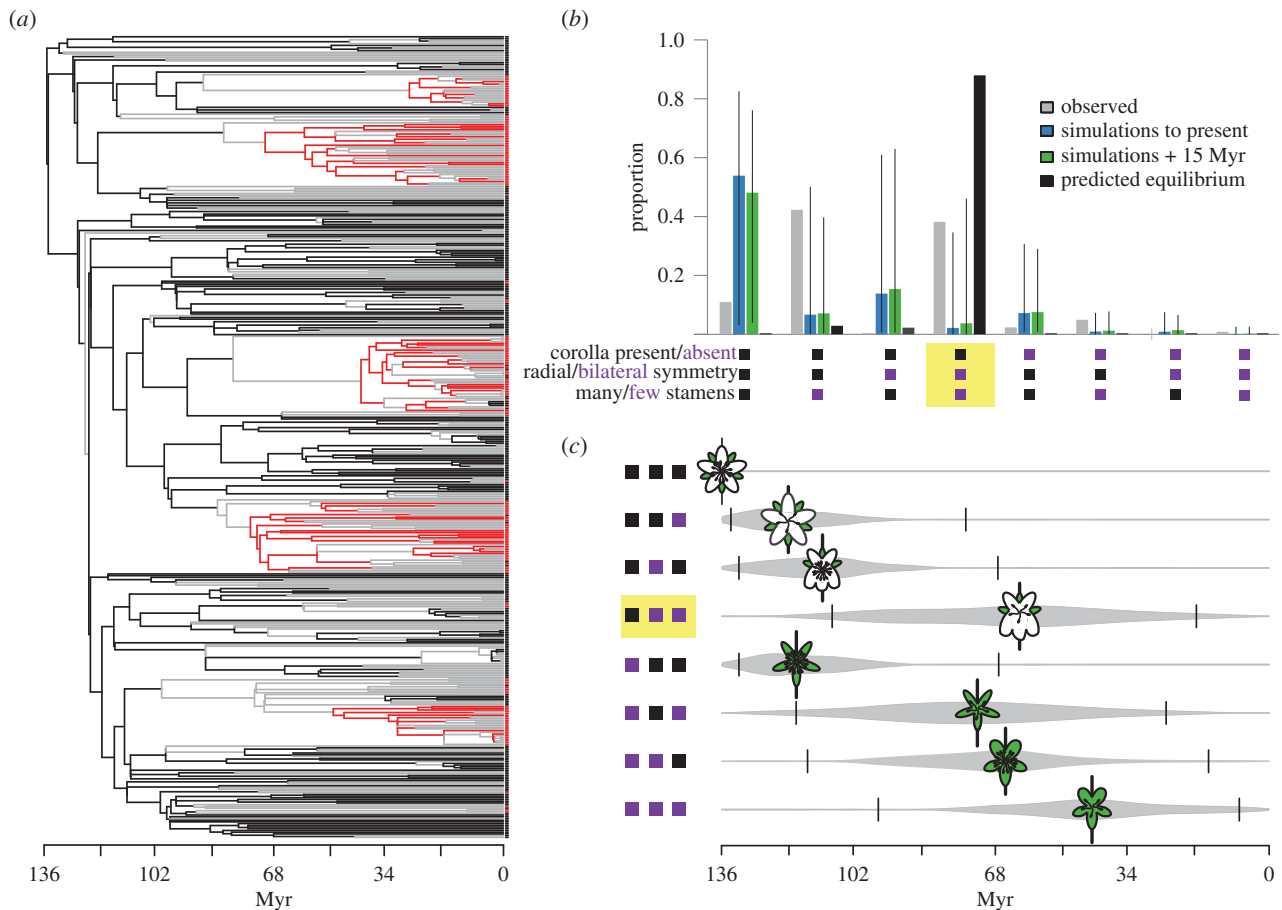 (a)
136
102
68
34
0
Myr
(b)
1.0
0.8
0.6
0.4
0.2
proportion
observed
simulations to present
simulations + 15 Myr
predicted equilibrium
corolla present/absent
radial/bilateral symmetry
many/few stamens
(c)
136
102
68
34
0
Myr